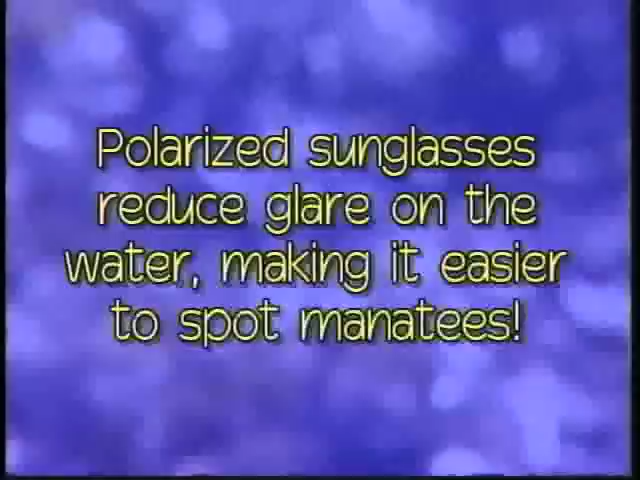 Polarized sunglasses
reduce glare on the
water, making it easier
to spot manatees!